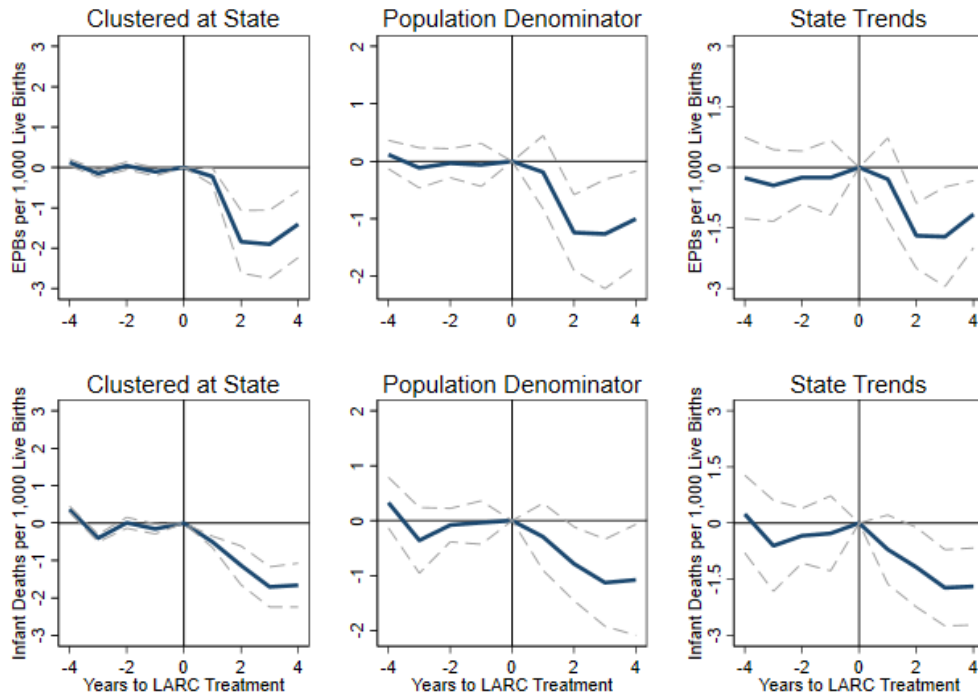 Clustered at State
Population Denominator
State Trends
EPBs per 1,000 Live Births
3
2
1
0
-1
-2
-3
-4 -2 0 2 4
2
1
0
-1
-2
-4 -2 0 2 4
EPBs per 1,000 Live Births
3
1.5
0
-1.5
-3
-4 -2 0 2 4
Clustered at State
Population Denominator
State Trends
Infant Deaths per 1,000 Live Births
3
2
1
0
-1
-2
-3
-4 -2 0 2 4
Years to LARC Treatment
2
1
0
-1
-2
-4 -2 0 2 4
Years to LARC Treatment
Infant Deaths per 1,000 Live Births
3
1.5
0
-1.5
-3
-4 -2 0 2 4
Years to LARC Treatment